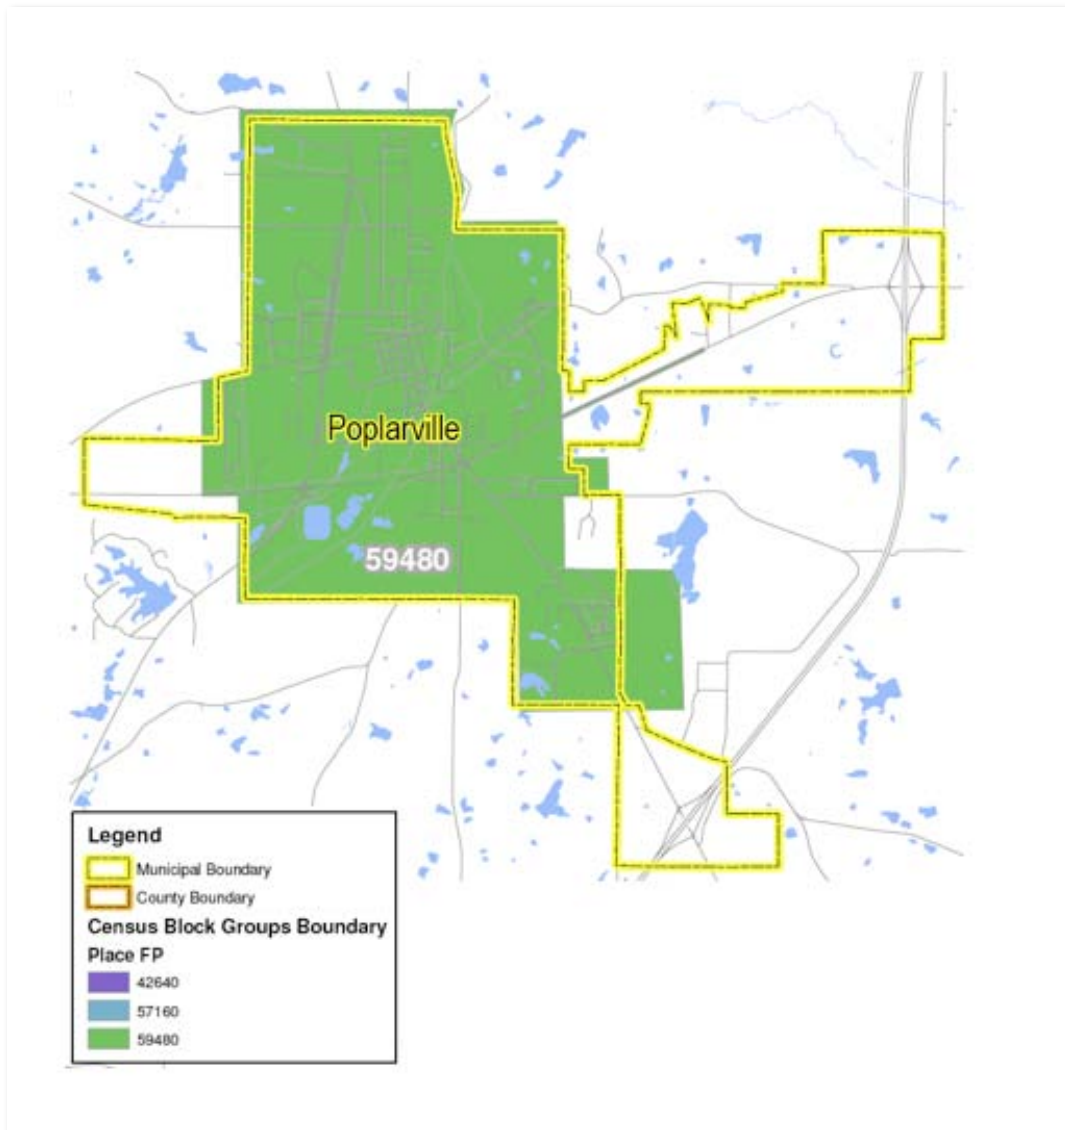 Poplarville
59480
Legend
Municipal Boundary
County Boundary
Census Block Groups Boundary
Place FP
42640
57160
59480